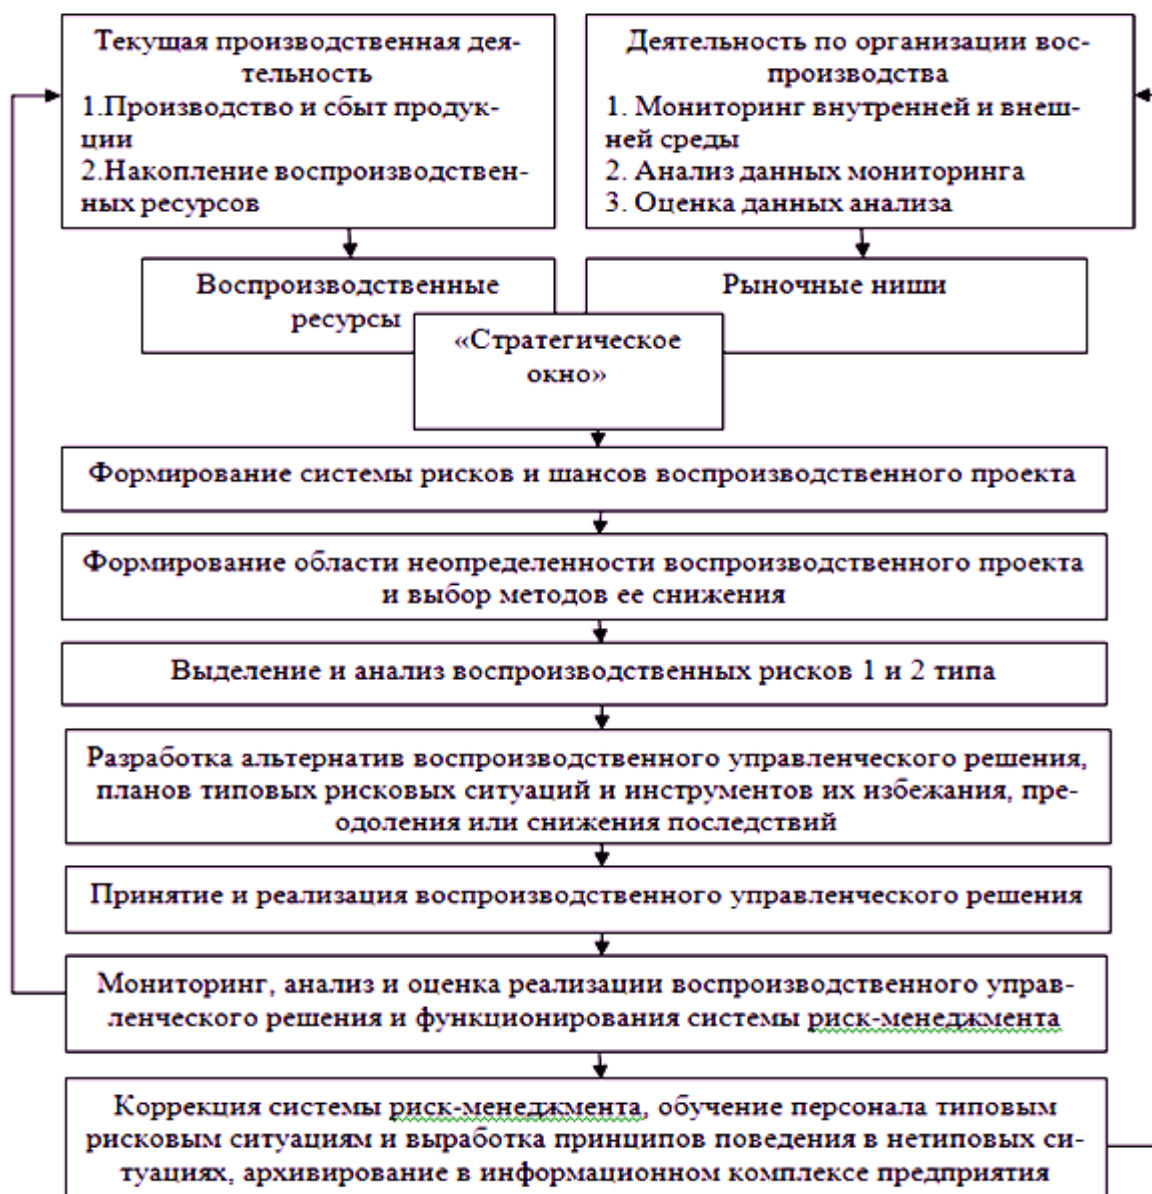 Текущая производственная дея-
тельность
1.Производство и сбыт продук-
ции
2.Накопление воспроизводствен-
ных ресурсов
Деятельность по организации вос-
производства
1. Мониторинг внутренней и внеш-
ней среды
2. Анализ данных мониторинга
3. Оценка данных анализа
Воспроизводственные
ресурсы
Рыночные ниши
«Стратегическое
окно»
Формирование системы рисков и шансов воспроизводственного проекта
Формирование области неопределенности воспроизводственного проекта
и выбор методов ее снижения
Выделение и анализ воспроизводственных рисков 1 и 2 типа
Разработка альтернатив воспроизводственного управленческого решения,
планов типовых рисковых ситуаций и инструментов их избежания, пре-
одоления или снижения последствий
Принятие и реализация воспроизводственного управленческого решения
Мониторинг, анализ и оценка реализации воспроизводственного управ-
ленческого решения и функционирования системы риск-менеджмента
Коррекция системы риск-менеджмента, обучение персонала типовым
рисковым ситуациям и выработка принципов поведения в нетиповых си-
туациях, архивирование в информационном комплексе предприятия